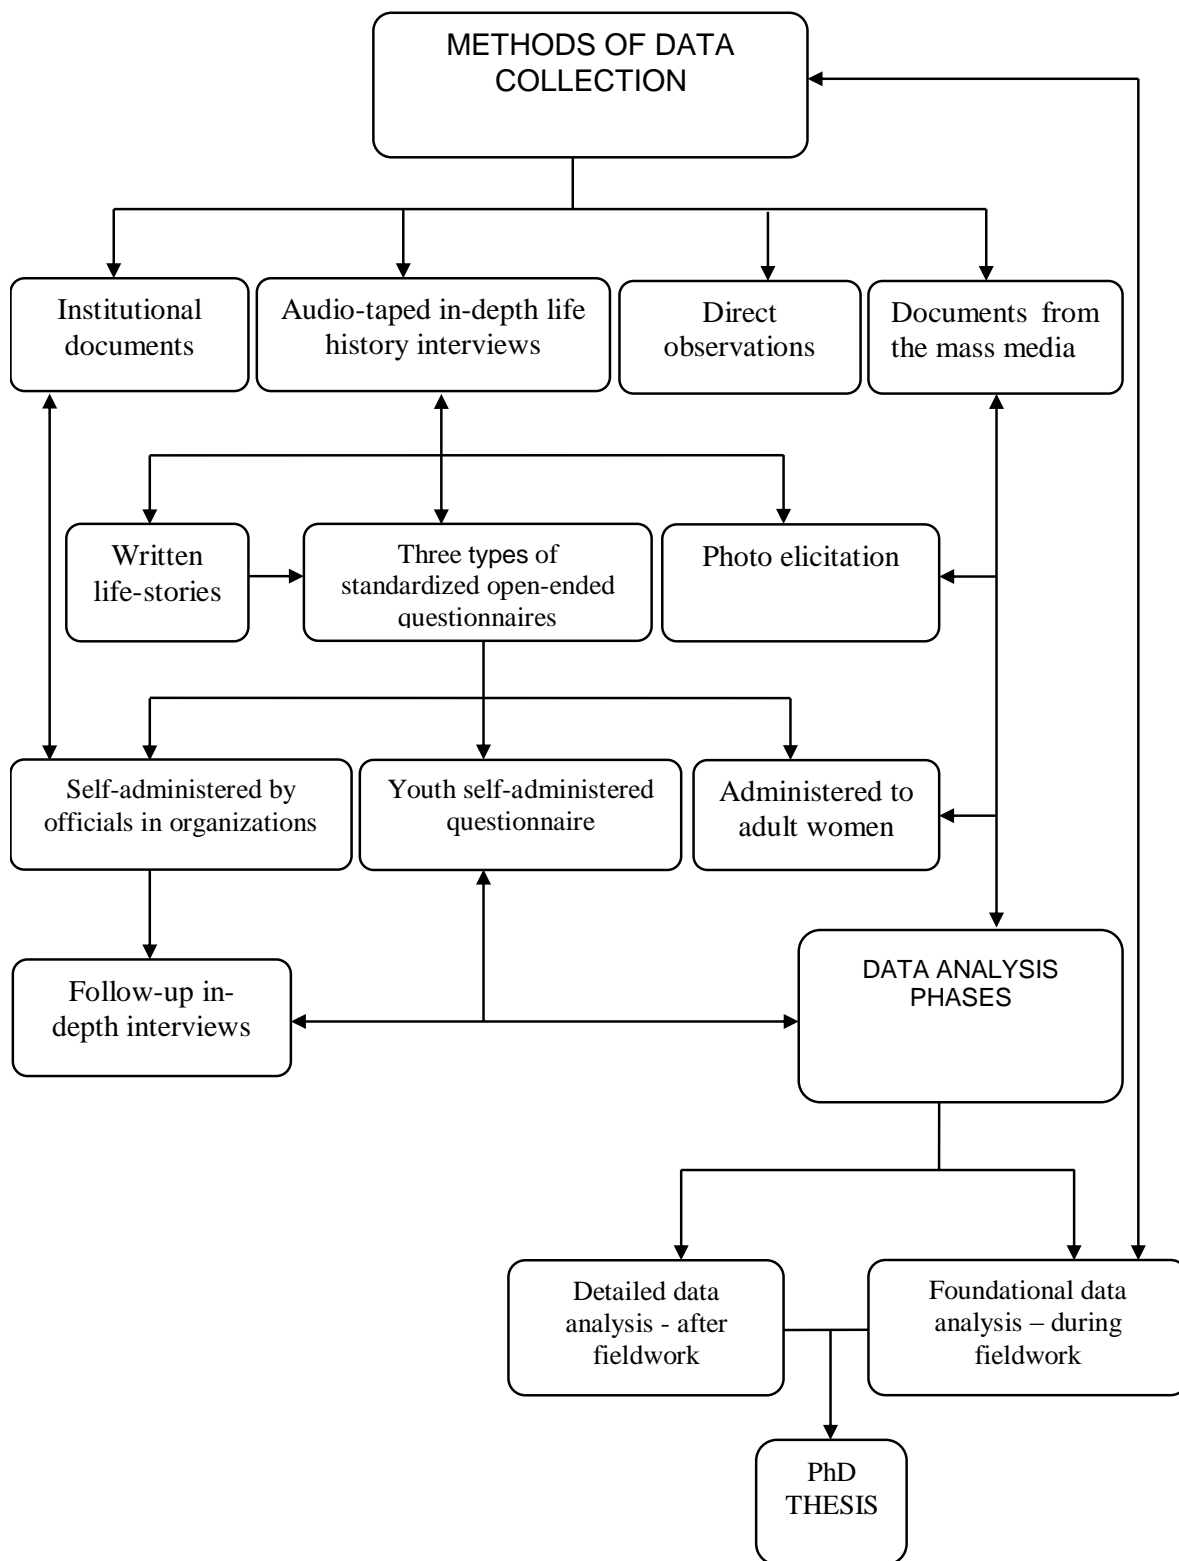 METHODS OF DATA
COLLECTION
Institutional
documents
Audio-taped in-depth life
history interviews
Direct
observations
Documents from
the mass media
Written
life-stories
Three types of
standardized open-ended
questionnaires
Photo elicitation
Self-administered by
officials in organizations
Youth self-administered
questionnaire
Administered to
adult women
Follow-up in-
depth interviews
DATA ANALYSIS
PHASES
Detailed data
analysis - after
fieldwork
Foundational data
analysis – during
fieldwork
PhD
THESIS